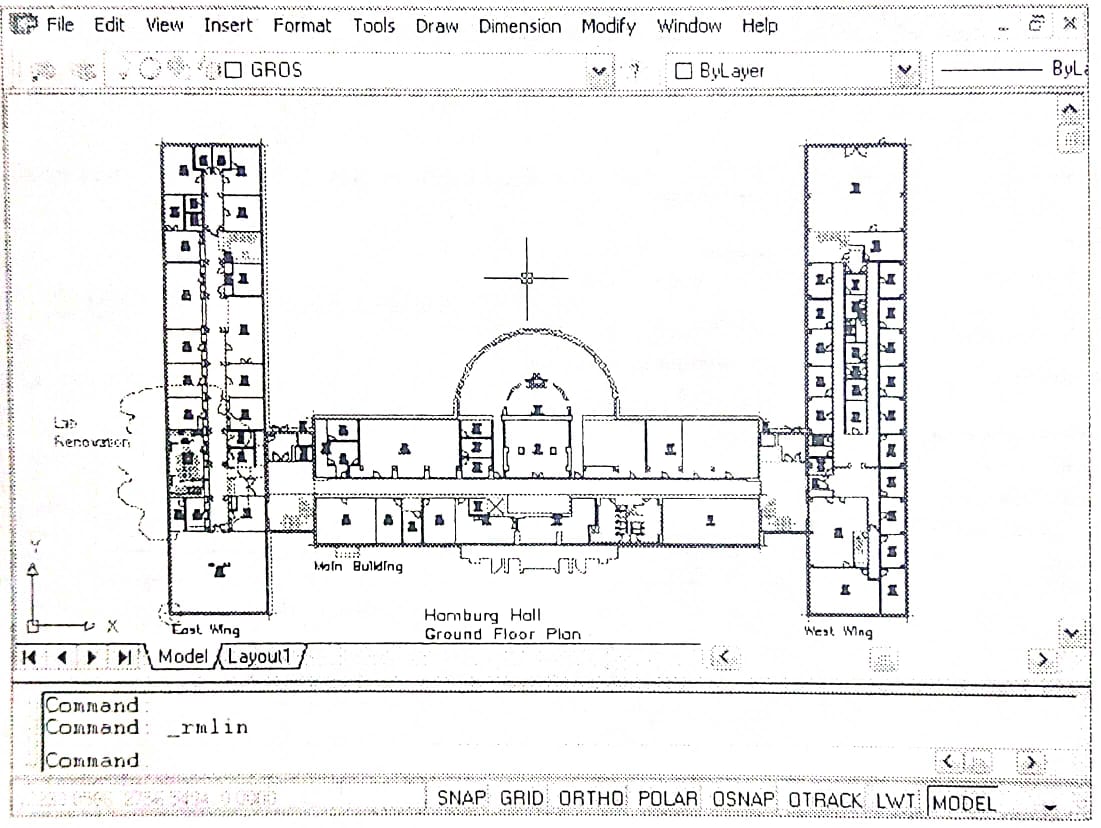 File Edit View Insert Format Tools Draw Dimension Modify Window Help
GROS ByLayer ByLa
Lab
Renovation
Main Building
Y
X
East Wing
Hamburg Hall
Ground Floor Plan
West Wing
Model Layout1
Command:
Command: _rmlin
Command:
SNAP GRID ORTHO POLAR OSNAP OTRACK LWT MODEL